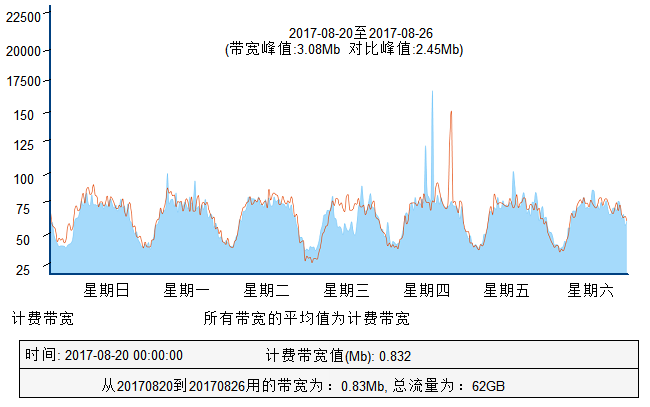 2017-08-20至2017-08-26
(带宽峰值:3.08Mb 对比峰值:2.45Mb)
22500
20000
17500
150
125
100
75
50
25
星期日 星期一 星期二 星期三 星期四 星期五 星期六
计费带宽 所有带宽的平均值为计费带宽
时间: 2017-08-20 00:00:00 计费带宽值(Mb): 0.832
从20170820到20170826用的带宽为：0.83Mb, 总流量为：62GB